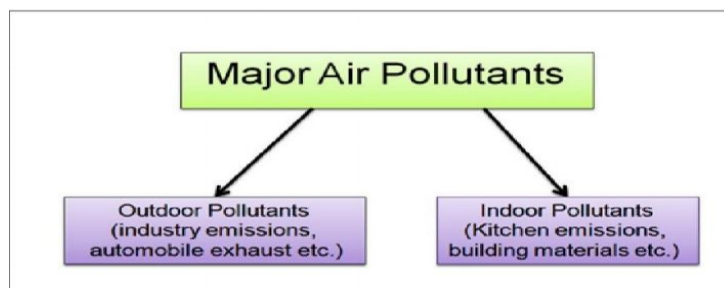 Major Air Pollutants
Outdoor Pollutants
(industry emissions,
automobile exhaust etc.)
Indoor Pollutants
(Kitchen emissions,
building materials etc.)